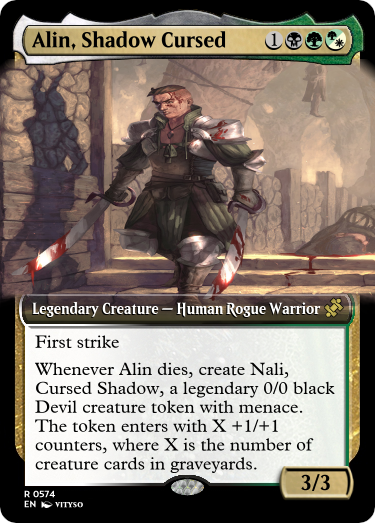 Alin, Shadow Cursed 1
Legendary Creature — Human Rogue Warrior
First strike
Whenever Alin dies, create Nali,
Cursed Shadow, a legendary 0/0 black
Devil creature token with menace.
The token enters with X +1/+1
counters, where X is the number of
creature cards in graveyards.
3/3
R 0574
EN VITYSO